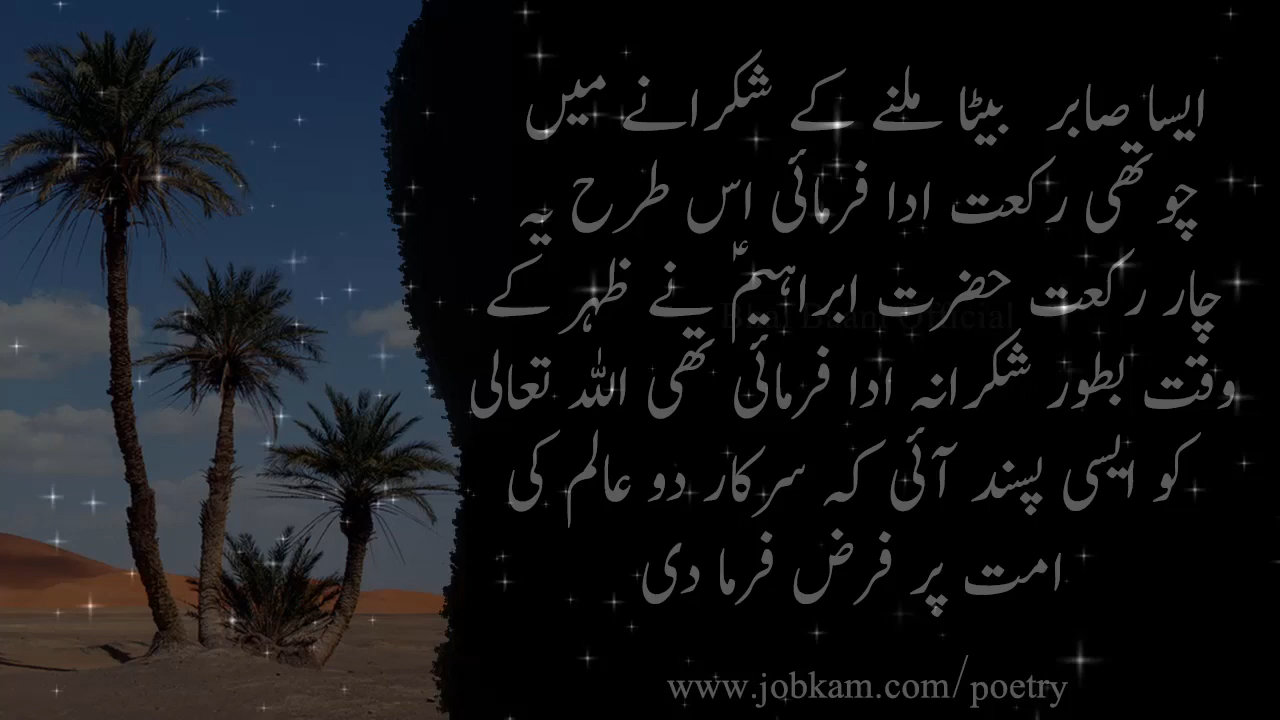 ایسا صابر بیٹا ملنے کے شکرانے میں
چوتھی رکعت ادا فرمائی اس طرح یہ
چار رکعت حضرت ابراہیمؑ نے ظہر کے
وقت بطور شکرانہ ادا فرمائی تھی اللہ تعالی
کو ایسی پسند آئی کہ سرکار دو عالم کی
امت پر فرض فرما دی
www.jobkam.com/poetry